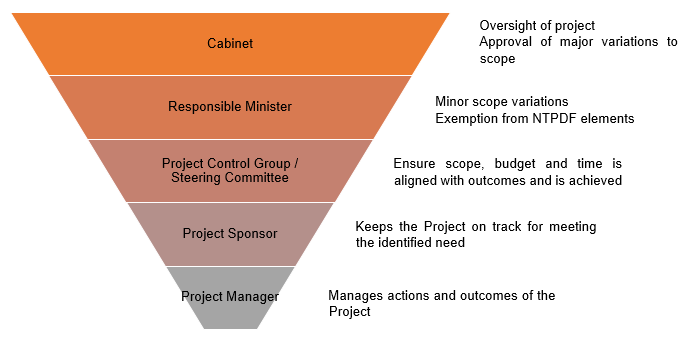 Cabinet
Oversight of project
Approval of major variations to
scope
Responsible Minister
Minor scope variations
Exemption from NTPDF elements
Project Control Group /
Steering Committee
Ensure scope, budget and time is
aligned with outcomes and is achieved
Project Sponsor
Keeps the Project on track for meeting
the identified need
Project Manager
Manages actions and outcomes of the
Project